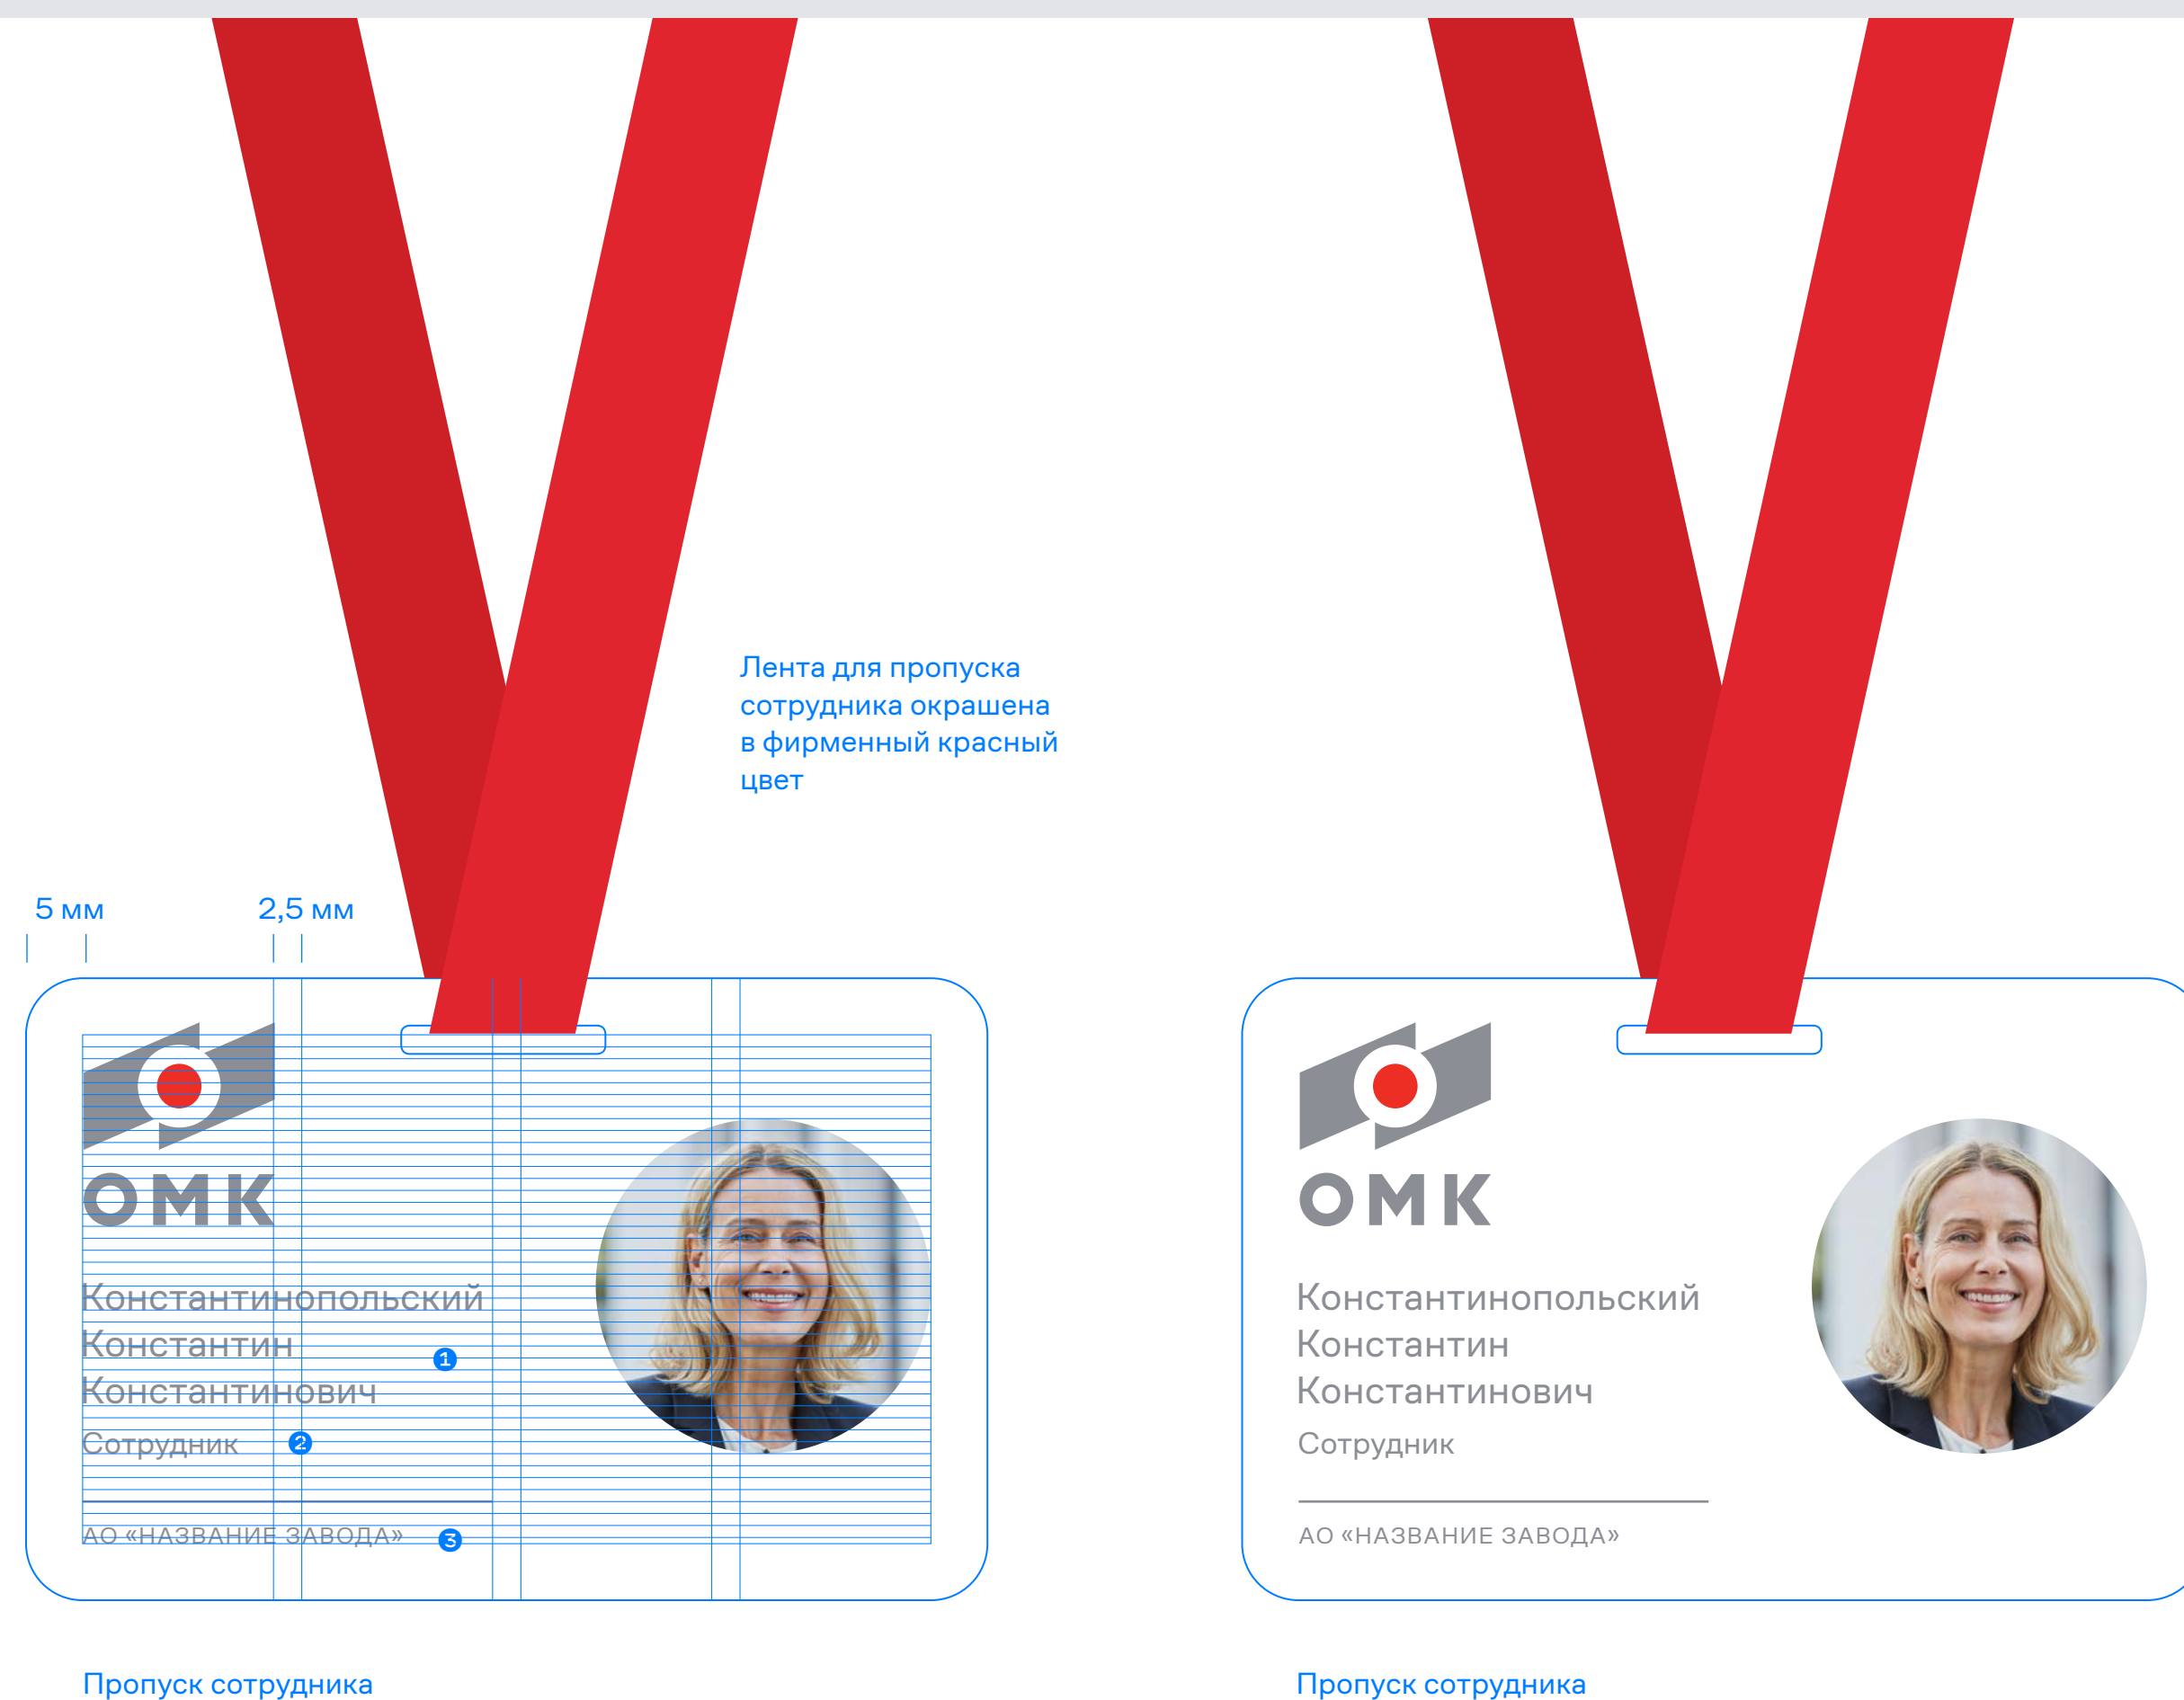 Лента для пропуска
сотрудника окрашена
в фирменный красный
цвет
5 мм
2,5 мм
ОМК
Константинопольский
Константин
1
Константинович
Сотрудник
2
АО «НАЗВАНИЕ ЗАВОДА»
3
Пропуск сотрудника
ОМК
Константинопольский
Константин
Константинович
Сотрудник
АО «НАЗВАНИЕ ЗАВОДА»
Пропуск сотрудника